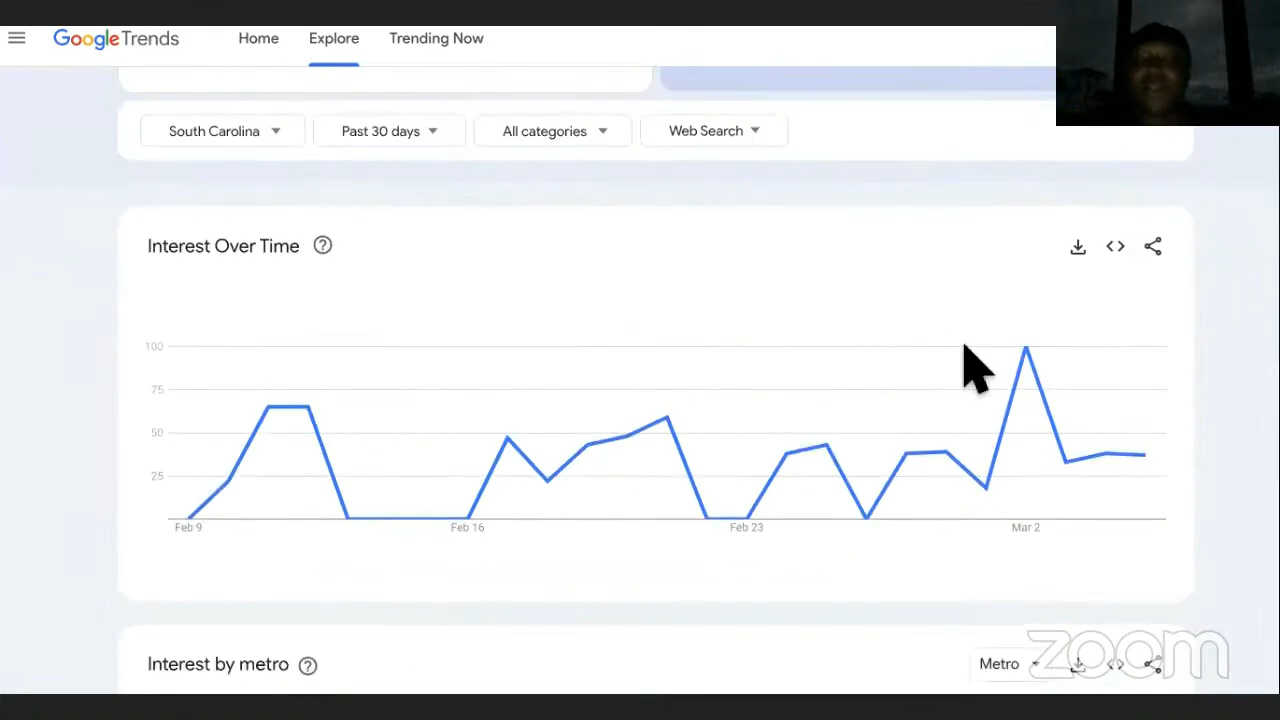 Google Trends Home Explore Trending Now
South Carolina Past 30 days All categories Web Search
Interest Over Time
100
75
50
25
Feb 9 Feb 16 Feb 23 Mar 2
Interest by metro Metro
zoom